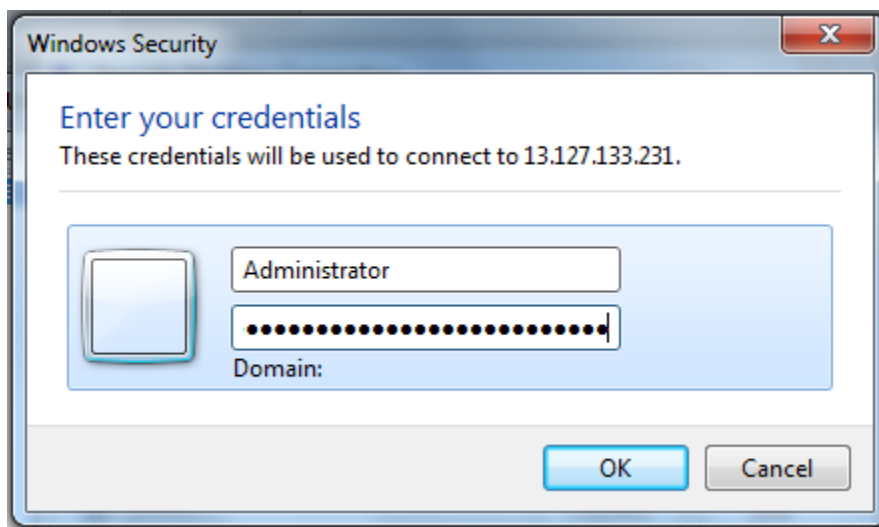 Windows Security
Enter your credentials
These credentials will be used to connect to 13.127.133.231.
Administrator
●●●●●●●●●●●●●●●●●●●●●●●●●●
Domain:
OK
Cancel